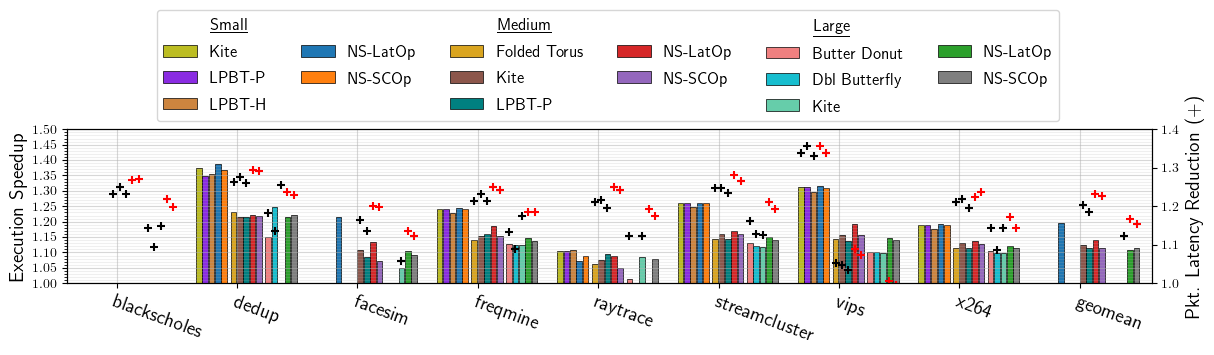 Small Medium Large
Kite NS-LatOp Folded Torus NS-LatOp Butter Donut NS-LatOp
LPBT-P NS-SCOp Kite NS-SCOp Dbl Butterfly NS-SCOp
LPBT-H LPBT-P Kite
Execution Speedup
1.50
1.45
1.40
1.35
1.30
1.25
1.20
1.15
1.10
1.05
1.00
1.4
1.3
1.2
1.1
1.0
Pkt. Latency Reduction (+)
blackscholes dedup facesim freqmine raytrace streamcluster vips x264 geomean